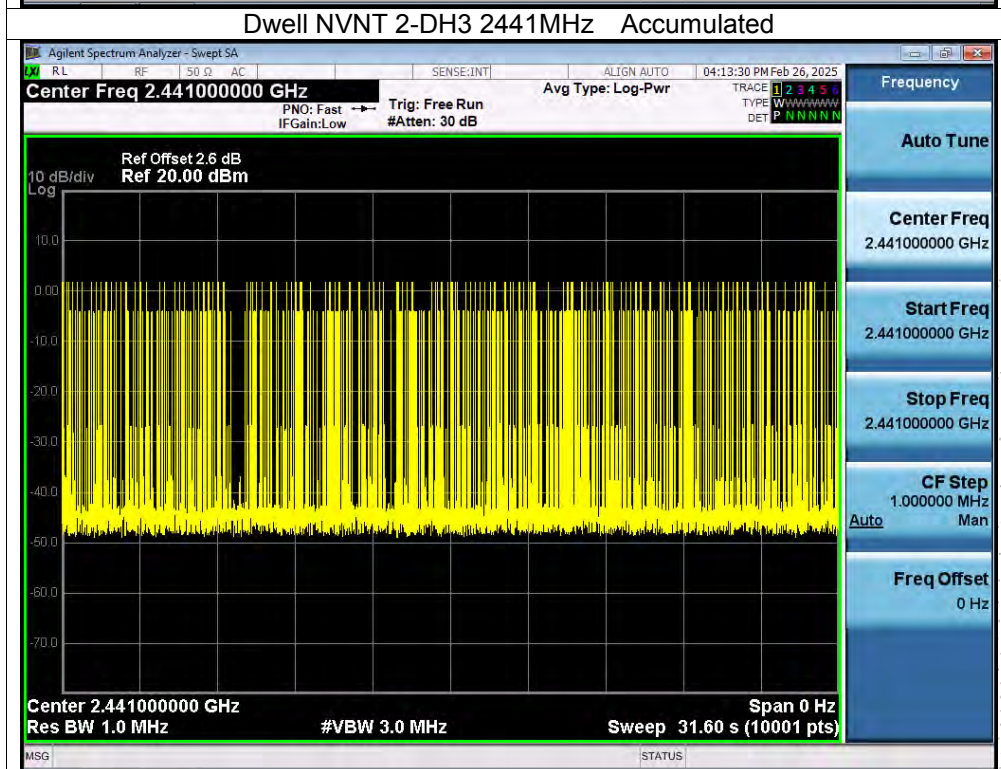 Dwell NVNT 2-DH3 2441MHz Accumulated
Agilent Spectrum Analyzer - Swept SA
LXI RL RF 50 Ω AC SENSE:INT ALIGN AUTO 04:13:30 PM Feb 26, 2025
Center Freq 2.441000000 GHz
PNO: Fast
IFGain:Low
Trig: Free Run
#Atten: 30 dB
Avg Type: Log-Pwr
TRACE 1 2 3 4 5 6
TYPE WWWWWW
DET P N N N N N
Ref Offset 2.6 dB
10 dB/div Ref 20.00 dBm
Log
10.0
0.00
-10.0
-20.0
-30.0
-40.0
-50.0
-60.0
-70.0
Center 2.441000000 GHz Span 0 Hz
Res BW 1.0 MHz #VBW 3.0 MHz Sweep 31.60 s (10001 pts)
MSG STATUS
Frequency
Auto Tune
Center Freq
2.441000000 GHz
Start Freq
2.441000000 GHz
Stop Freq
2.441000000 GHz
CF Step
1.000000 MHz
Auto Man
Freq Offset
0 Hz